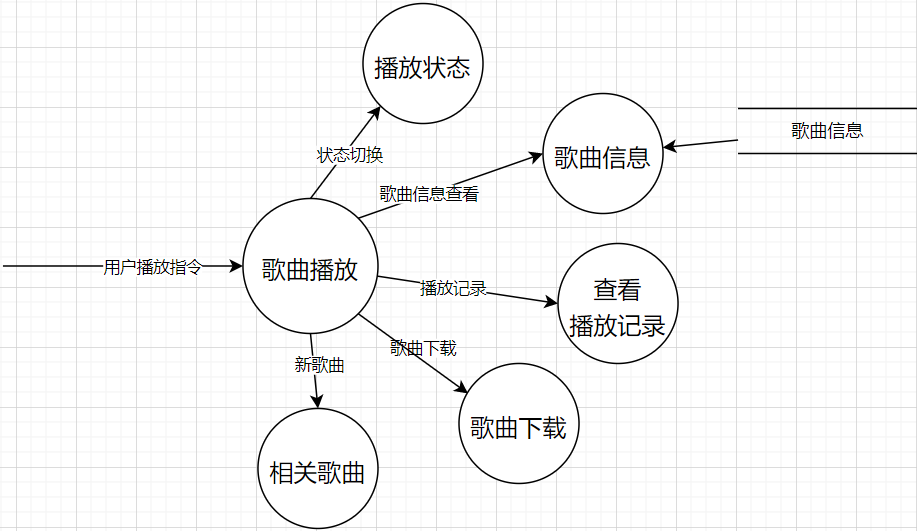 播放状态
状态切换
歌曲信息
歌曲信息
歌曲信息查看
用户播放指令
歌曲播放
播放记录
查看
播放记录
歌曲下载
新歌曲
歌曲下载
相关歌曲